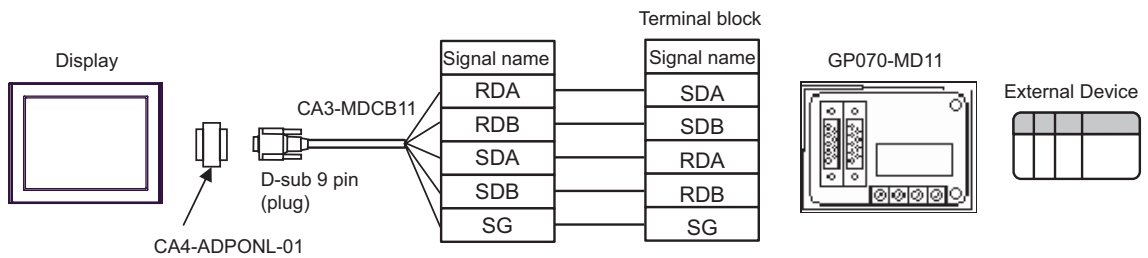 Terminal block
Display
Signal name
Signal name
GP070-MD11
External Device
CA3-MDCB11
RDA
SDA
RDB
SDB
SDA
RDA
D-sub 9 pin
(plug)
SDB
RDB
SG
SG
CA4-ADPONL-01